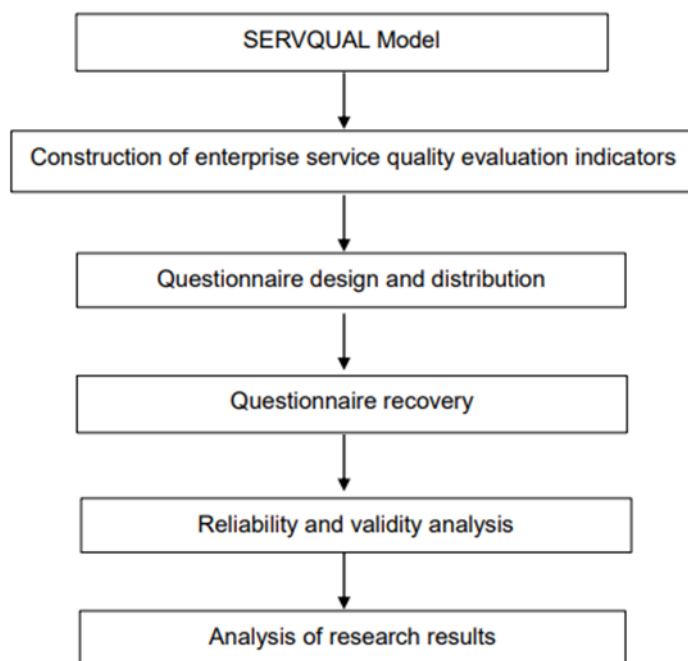 SERVQUAL Model
Construction of enterprise service quality evaluation indicators
Questionnaire design and distribution
Questionnaire recovery
Reliability and validity analysis
Analysis of research results